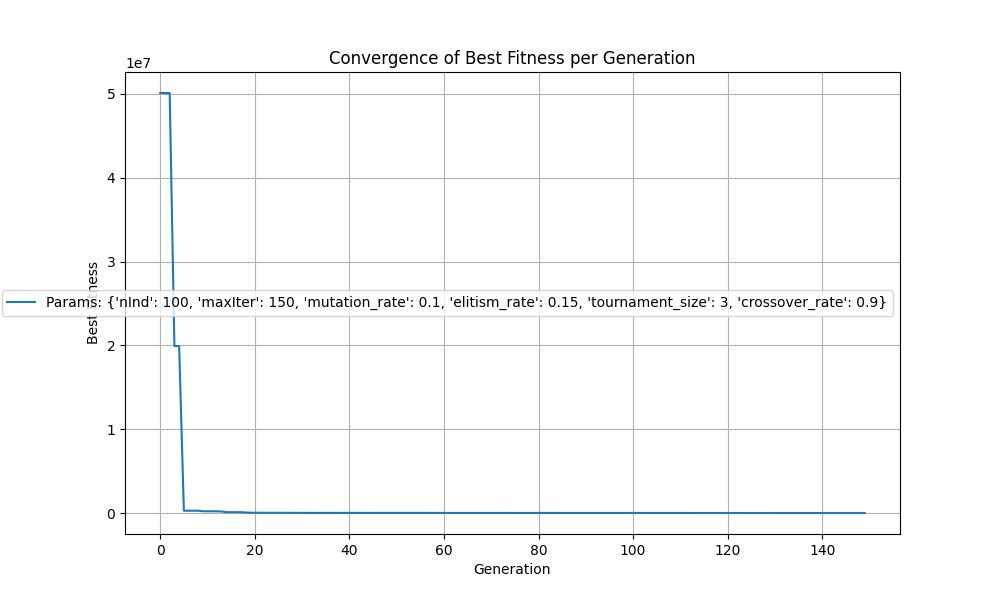 Convergence of Best Fitness per Generation
1e7
5
4
3
2
1
0
Best
Params: {'nInd': 100, 'maxIter': 150, 'mutation_rate': 0.1, 'elitism_rate': 0.15, 'tournament_size': 3, 'crossover_rate': 0.9}
0 20 40 60 80 100 120 140
Generation